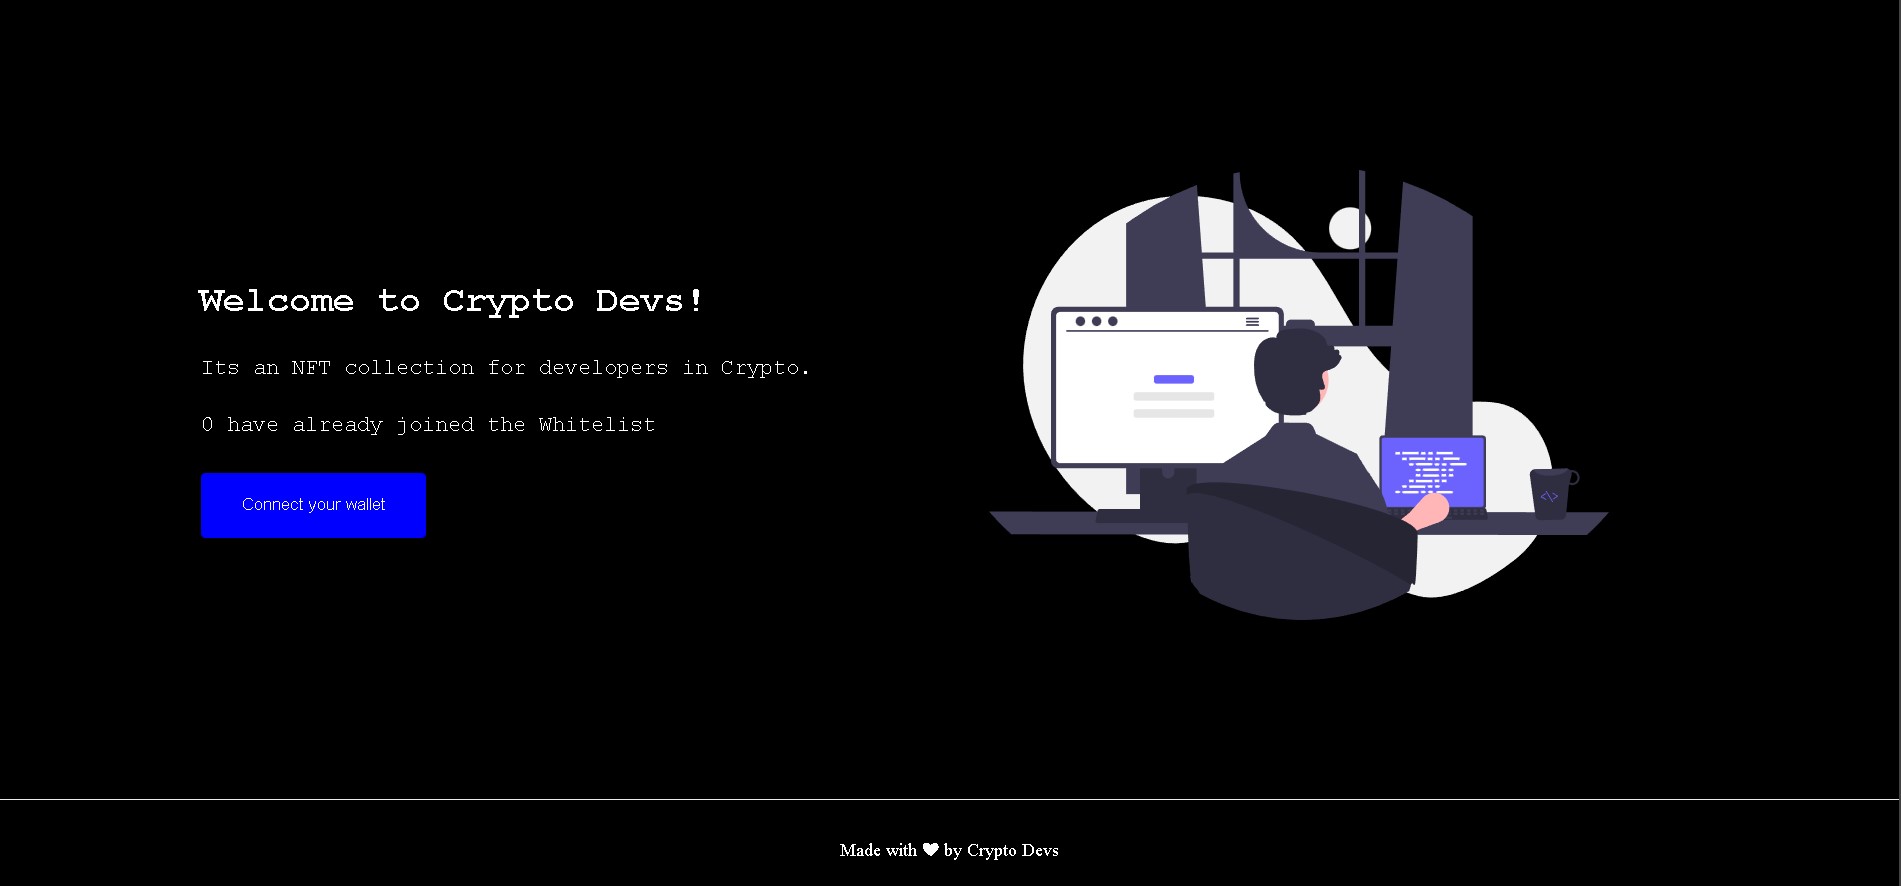 Welcome to Crypto Devs!
Its an NFT collection for developers in Crypto.
0 have already joined the Whitelist
Connect your wallet
Made with ❤ by Crypto Devs